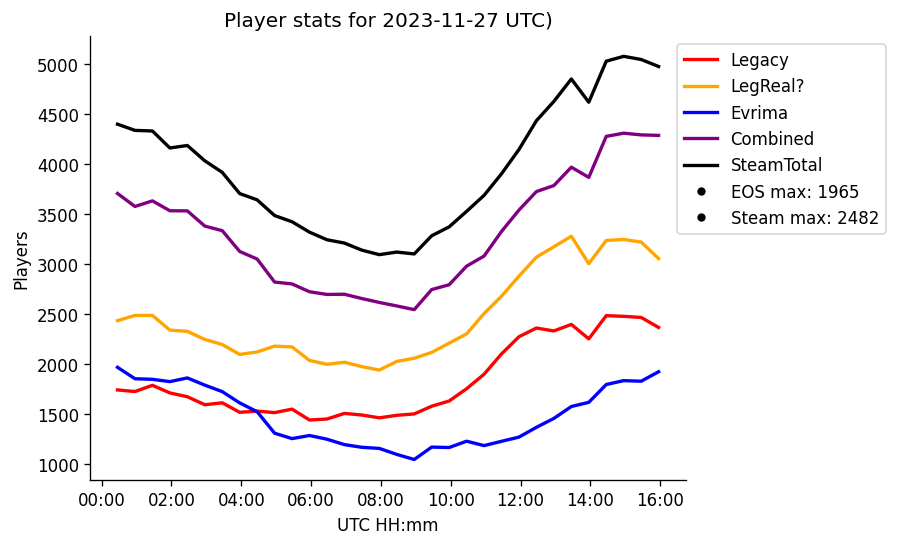 Player stats for 2023-11-27 UTC)
5000
4500
4000
3500
3000
2500
2000
1500
1000
Players
00:00 02:00 04:00 06:00 08:00 10:00 12:00 14:00 16:00
UTC HH:mm
Legacy
LegReal?
Evrima
Combined
SteamTotal
EOS max: 1965
Steam max: 2482